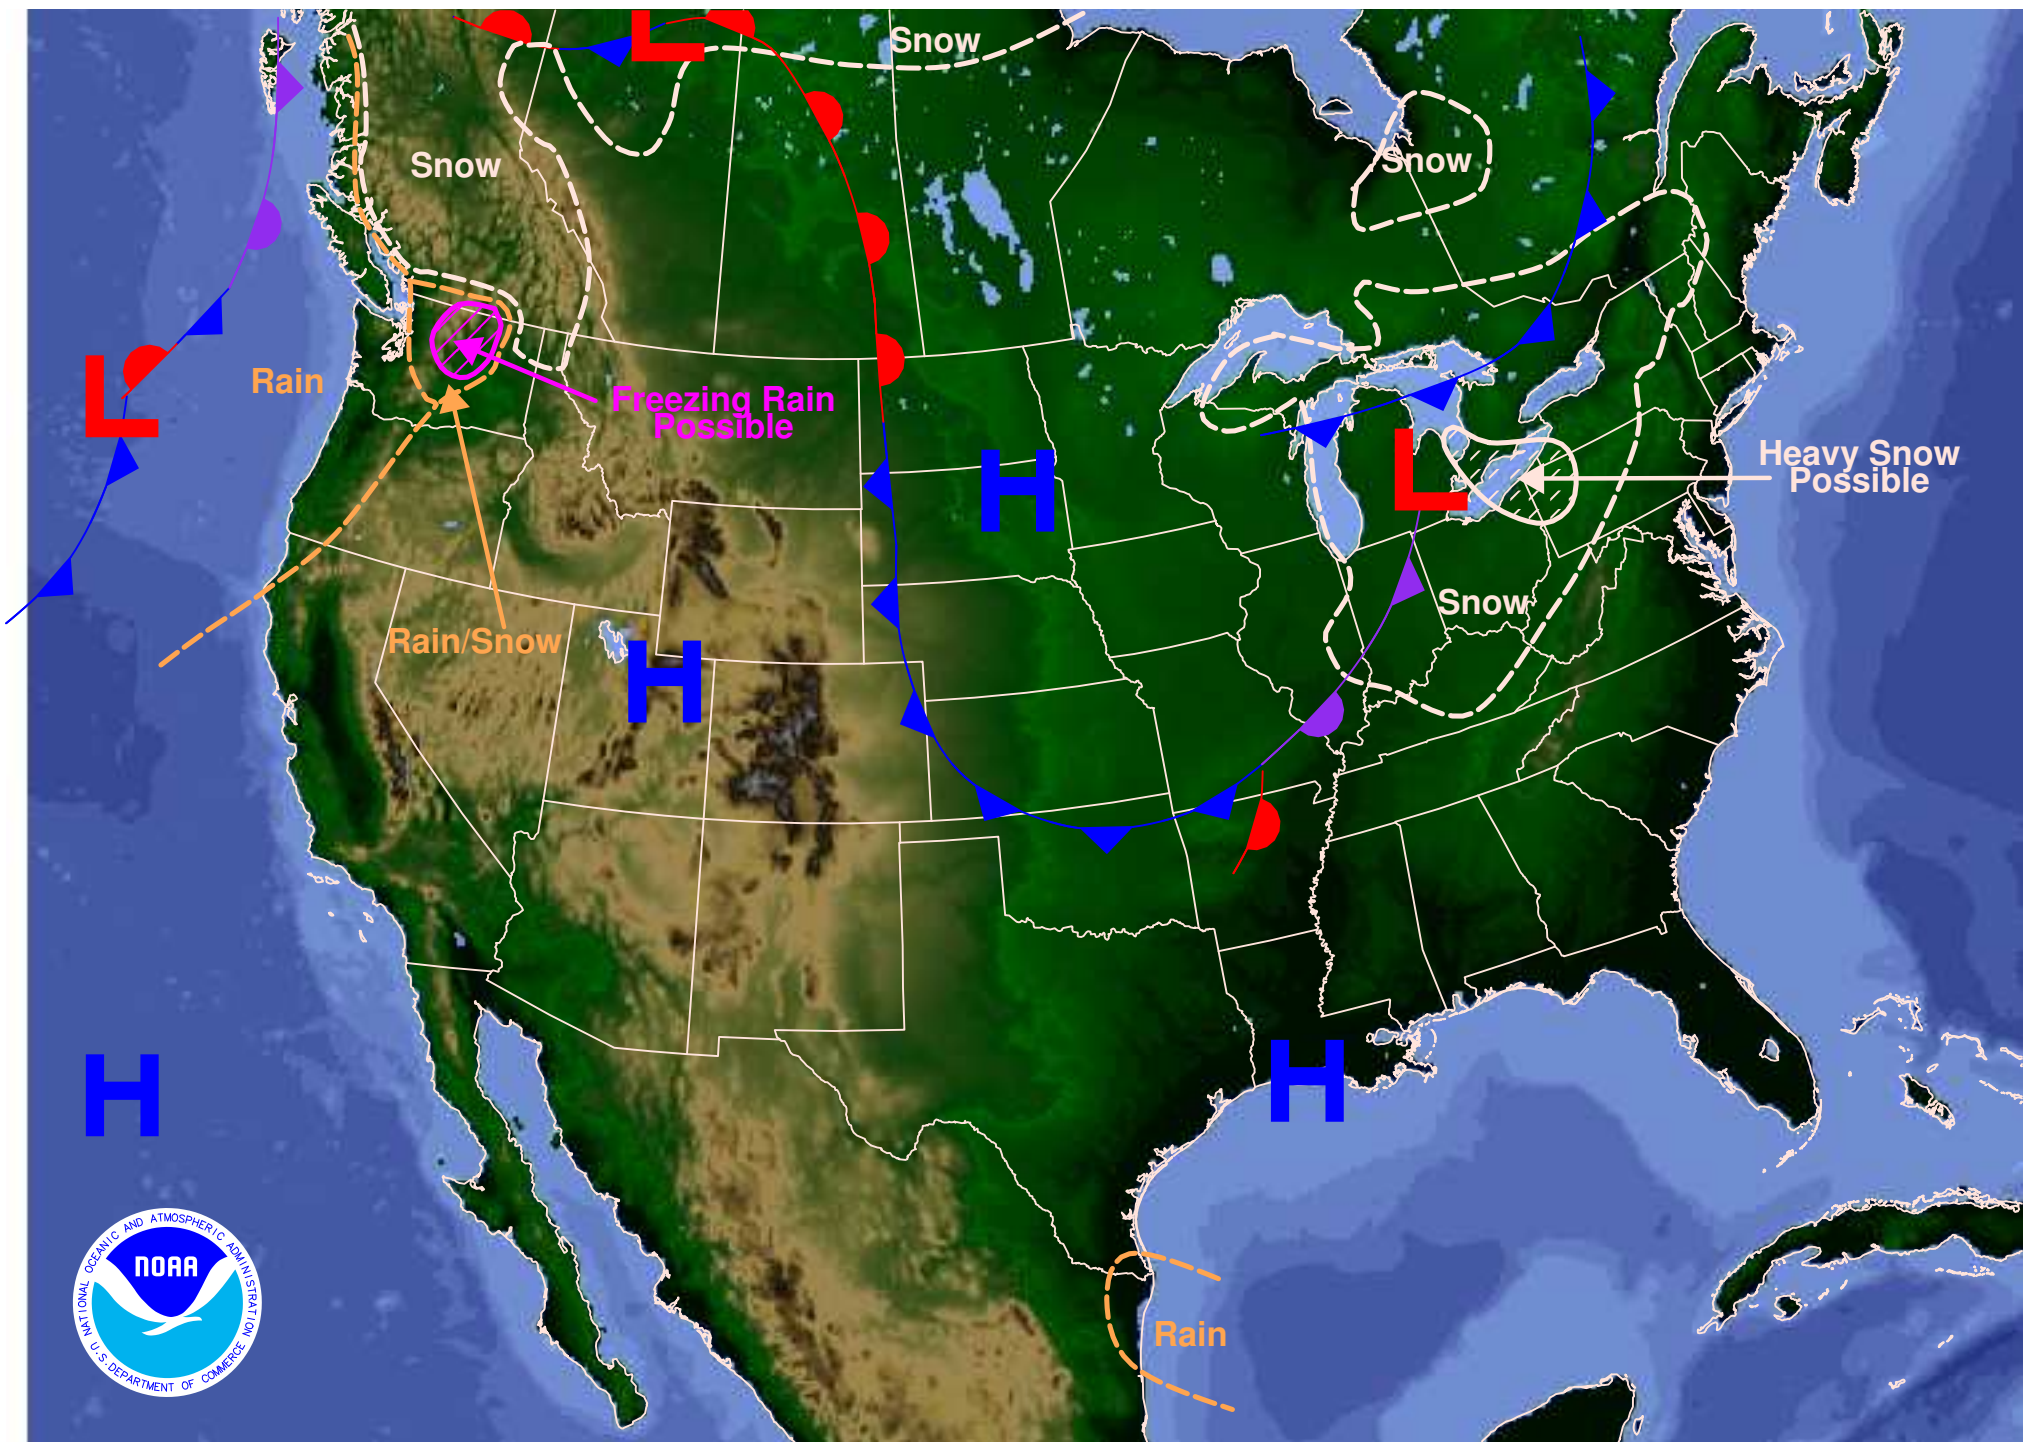 L
Snow
Snow
Snow
L
Rain
Freezing Rain
Possible
H
L
Heavy Snow
Possible
Snow
Rain/Snow
H
H
H
NATIONAL OCEANIC AND ATMOSPHERIC ADMINISTRATION
NOAA
U.S. DEPARTMENT OF COMMERCE
Rain